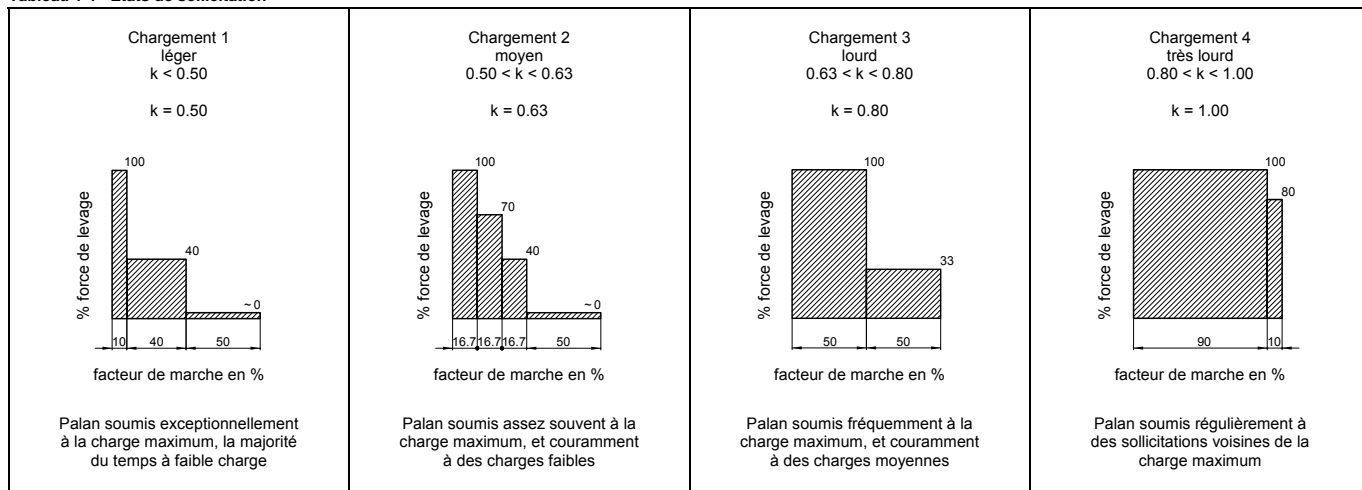 Chargement 1
léger
k < 0.50
k = 0.50
100
40
~ 0
% force de levage
10 40 50
facteur de marche en %
Palan soumis exceptionnellement
à la charge maximum, la majorité
du temps à faible charge
Chargement 2
moyen
0.50 < k < 0.63
k = 0.63
100
70
40
~ 0
% force de levage
16.7 16.7 16.7 50
facteur de marche en %
Palan soumis assez souvent à la
charge maximum, et couramment
à des charges faibles
Chargement 3
lourd
0.63 < k < 0.80
k = 0.80
100
33
% force de levage
50 50
facteur de marche en %
Palan soumis fréquemment à la
charge maximum, et couramment
à des charges moyennes
Chargement 4
très lourd
0.80 < k < 1.00
k = 1.00
100
80
% force de levage
90 10
facteur de marche en %
Palan soumis régulièrement à
des sollicitations voisines de la
charge maximum